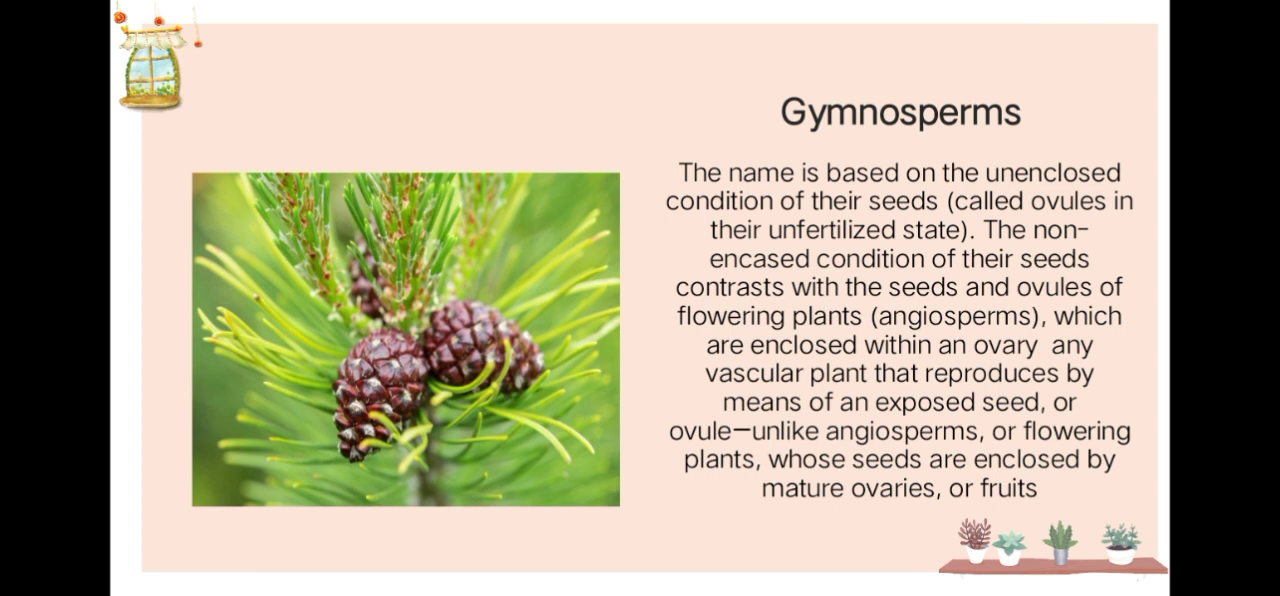 Gymnosperms
The name is based on the unenclosed
condition of their seeds (called ovules in
their unfertilized state). The non-
encased condition of their seeds
contrasts with the seeds and ovules of
flowering plants (angiosperms), which
are enclosed within an ovary  any
vascular plant that reproduces by
means of an exposed seed, or
ovule—unlike angiosperms, or flowering
plants, whose seeds are enclosed by
mature ovaries, or fruits